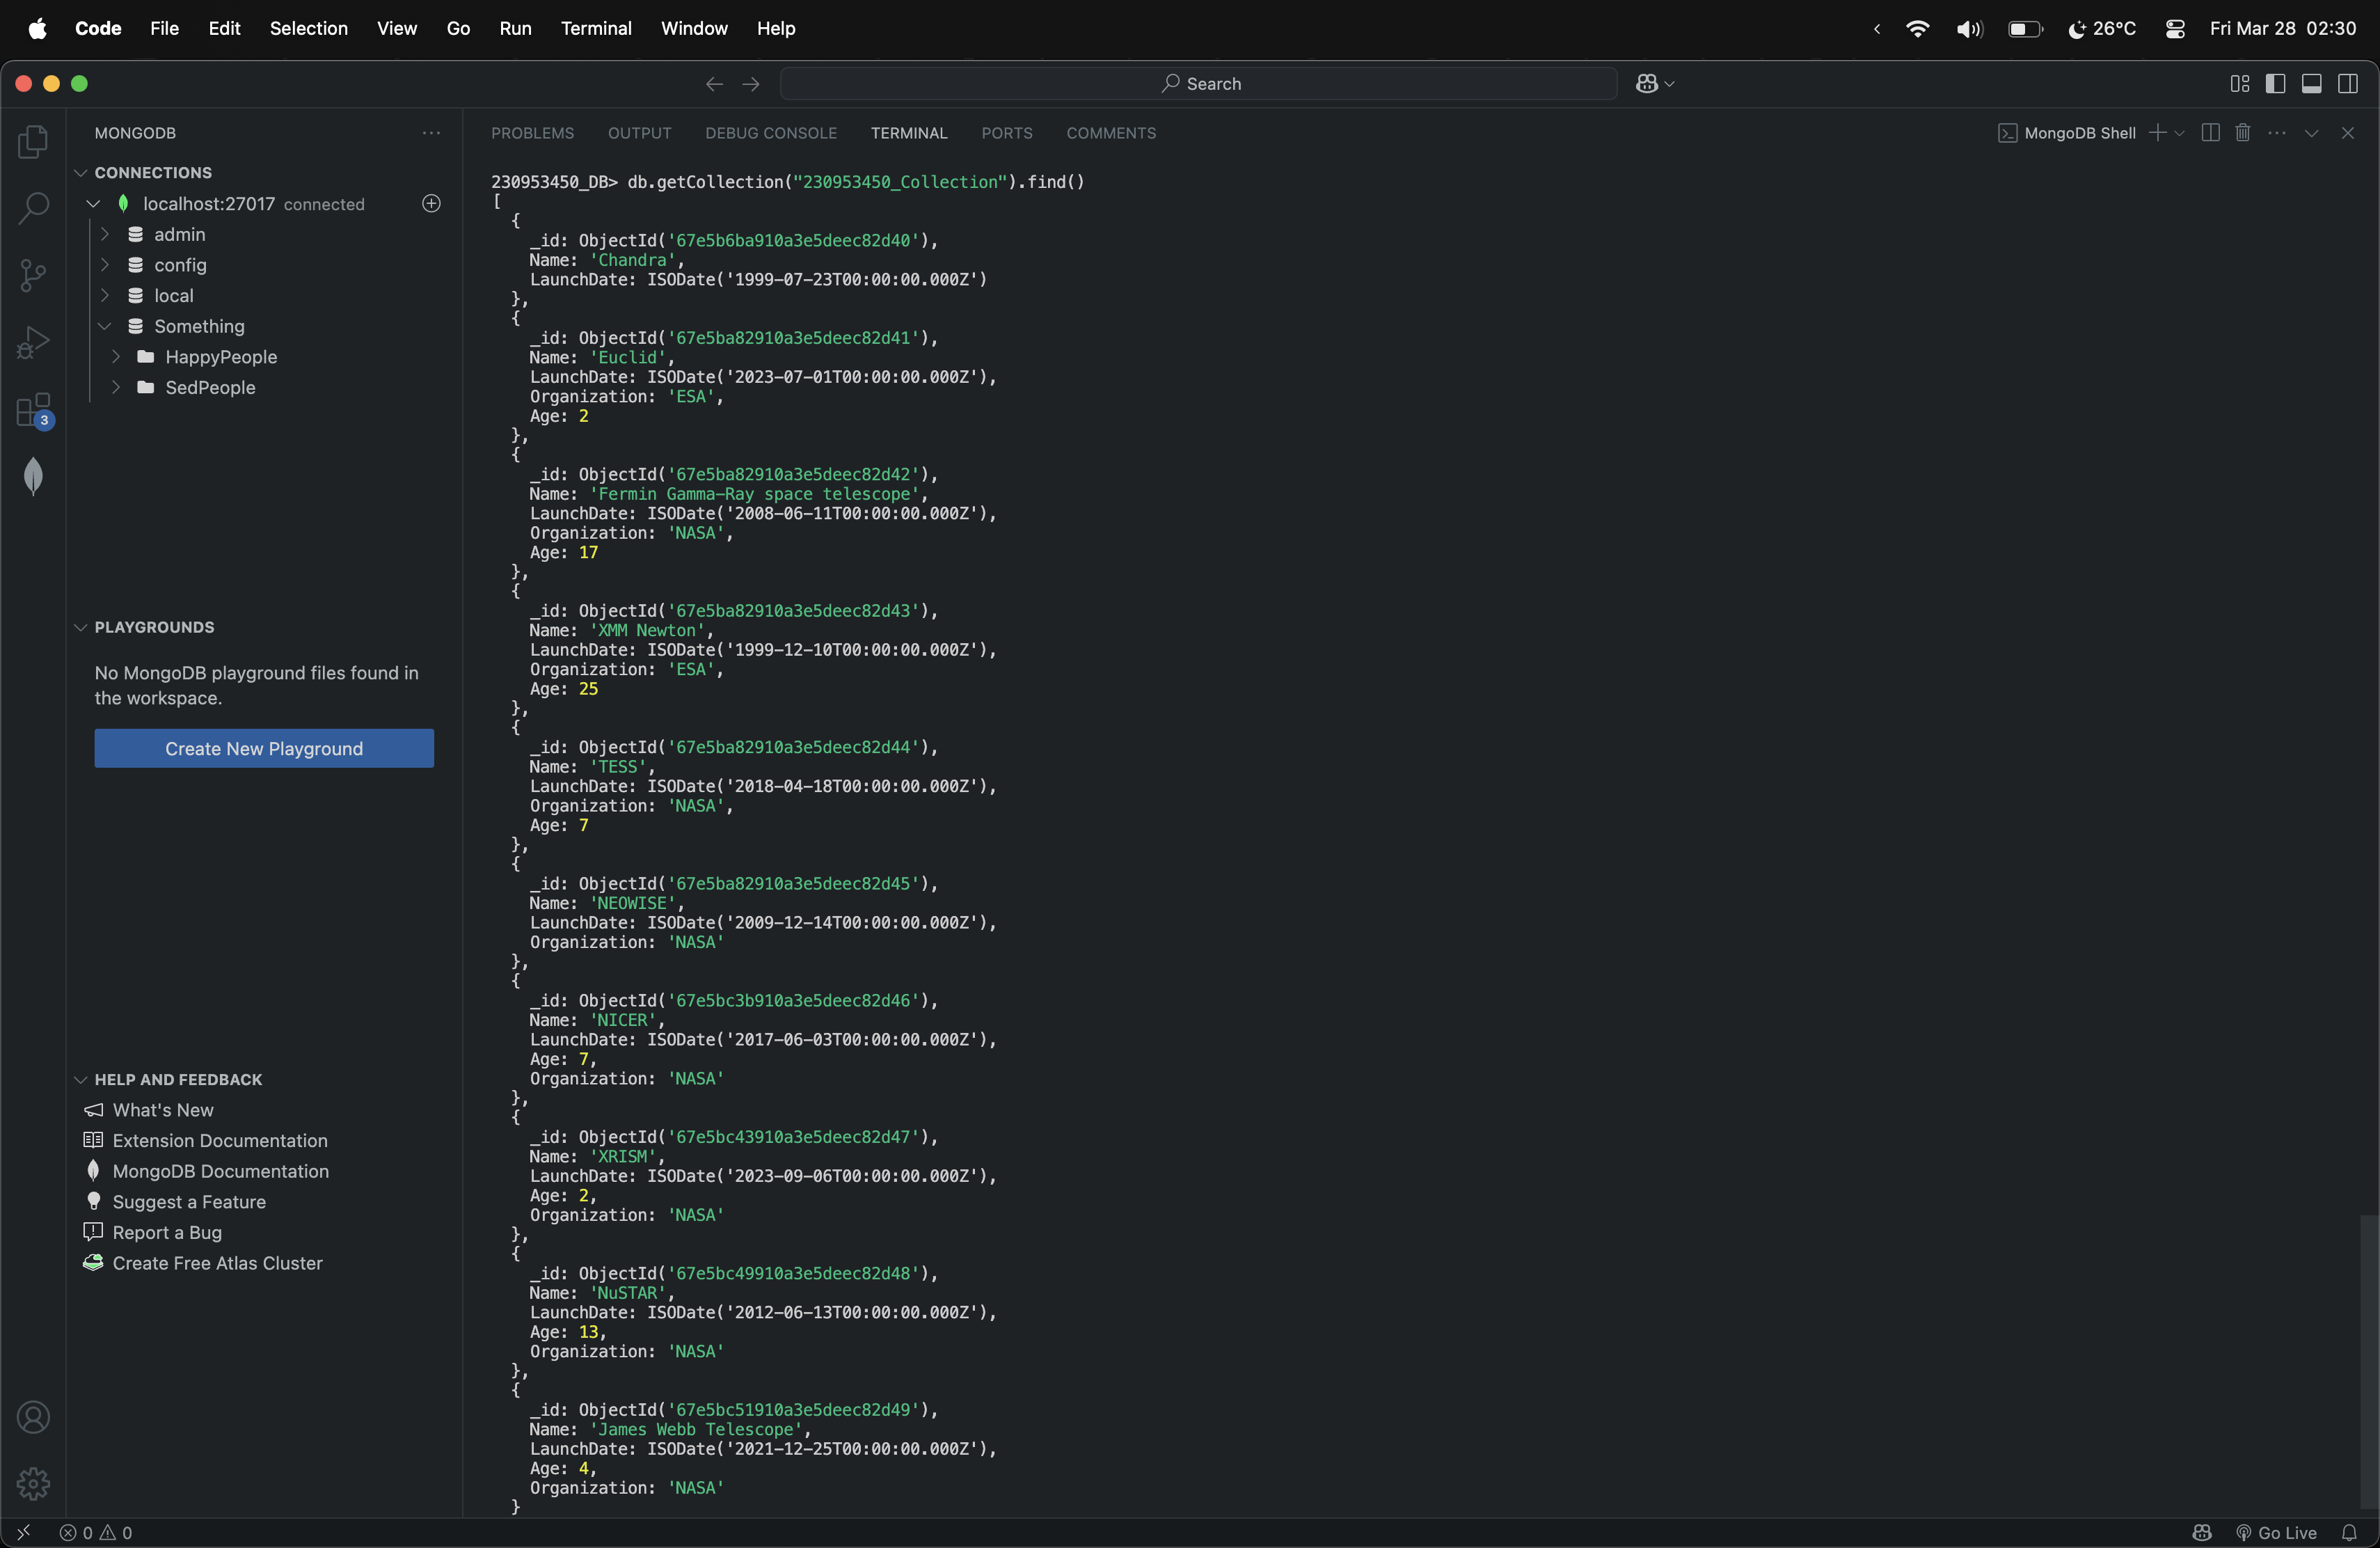 Code File Edit Selection View Go Run Terminal Window Help 26°C Fri Mar 28 02:30
Search
MONGODB
CONNECTIONS
localhost:27017 connected
admin
config
local
Something
HappyPeople
SedPeople
3
PLAYGROUNDS
No MongoDB playground files found in
the workspace.
Create New Playground
HELP AND FEEDBACK
What's New
Extension Documentation
MongoDB Documentation
Suggest a Feature
Report a Bug
Create Free Atlas Cluster
PROBLEMS OUTPUT DEBUG CONSOLE TERMINAL PORTS COMMENTS MongoDB Shell
230953450_DB> db.getCollection("230953450_Collection").find()
[
{
_id: ObjectId('67e5b6ba910a3e5deec82d40'),
Name: 'Chandra',
LaunchDate: ISODate('1999-07-23T00:00:00.000Z')
},
{
_id: ObjectId('67e5ba82910a3e5deec82d41'),
Name: 'Euclid',
LaunchDate: ISODate('2023-07-01T00:00:00.000Z'),
Organization: 'ESA',
Age: 2
},
{
_id: ObjectId('67e5ba82910a3e5deec82d42'),
Name: 'Fermin Gamma-Ray space telescope',
LaunchDate: ISODate('2008-06-11T00:00:00.000Z'),
Organization: 'NASA',
Age: 17
},
{
_id: ObjectId('67e5ba82910a3e5deec82d43'),
Name: 'XMM Newton',
LaunchDate: ISODate('1999-12-10T00:00:00.000Z'),
Organization: 'ESA',
Age: 25
},
{
_id: ObjectId('67e5ba82910a3e5deec82d44'),
Name: 'TESS',
LaunchDate: ISODate('2018-04-18T00:00:00.000Z'),
Organization: 'NASA',
Age: 7
},
{
_id: ObjectId('67e5ba82910a3e5deec82d45'),
Name: 'NEOWISE',
LaunchDate: ISODate('2009-12-14T00:00:00.000Z'),
Organization: 'NASA'
},
{
_id: ObjectId('67e5bc3b910a3e5deec82d46'),
Name: 'NICER',
LaunchDate: ISODate('2017-06-03T00:00:00.000Z'),
Age: 7,
Organization: 'NASA'
},
{
_id: ObjectId('67e5bc43910a3e5deec82d47'),
Name: 'XRISM',
LaunchDate: ISODate('2023-09-06T00:00:00.000Z'),
Age: 2,
Organization: 'NASA'
},
{
_id: ObjectId('67e5bc49910a3e5deec82d48'),
Name: 'NuSTAR',
LaunchDate: ISODate('2012-06-13T00:00:00.000Z'),
Age: 13,
Organization: 'NASA'
},
{
_id: ObjectId('67e5bc51910a3e5deec82d49'),
Name: 'James Webb Telescope',
LaunchDate: ISODate('2021-12-25T00:00:00.000Z'),
Age: 4,
Organization: 'NASA'
}
0 0 Go Live